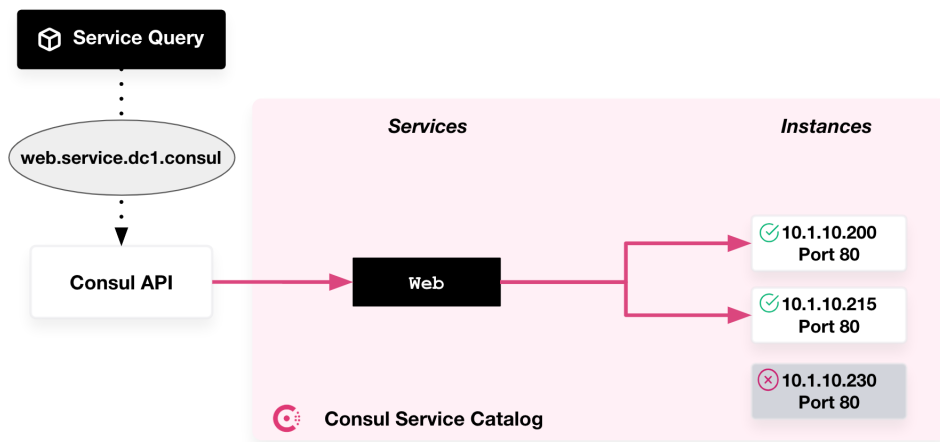 Service Query
web.service.dc1.consul
Consul API
Services
Instances
Web
10.1.10.200
Port 80
10.1.10.215
Port 80
10.1.10.230
Port 80
Consul Service Catalog